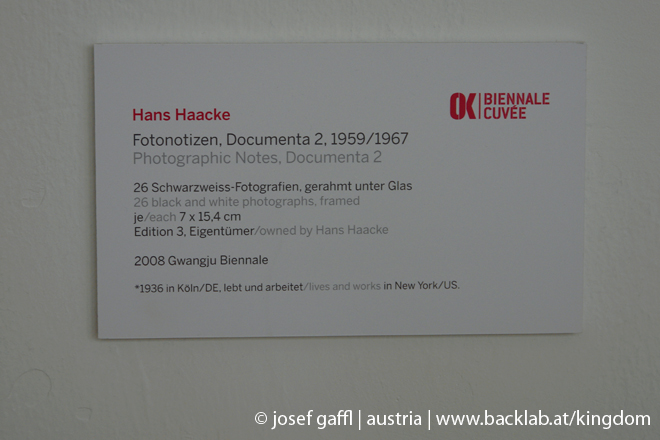 OK | BIENNALE
CUVÉE
Hans Haacke
Fotonotizen, Documenta 2, 1959/1967
Photographic Notes, Documenta 2
26 Schwarzweiss-Fotografien, gerahmt unter Glas
26 black and white photographs, framed
je/each 7 x 15,4 cm
Edition 3, Eigentümer/owned by Hans Haacke
2008 Gwangju Biennale
*1936 in Köln/DE, lebt und arbeitet/lives and works in New York/US.
© josef gaffl | austria | www.backlab.at/kingdom